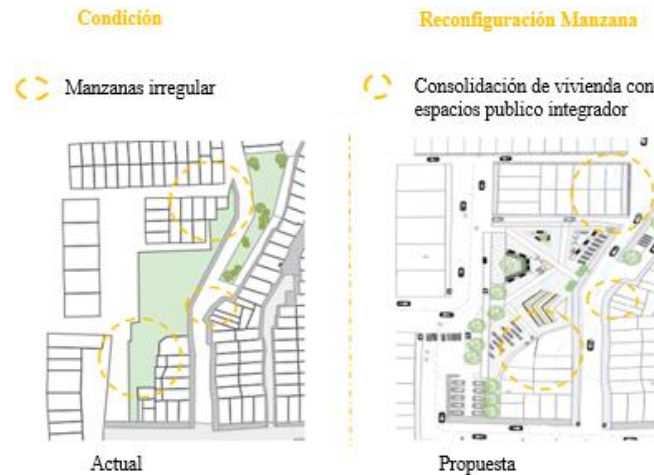 Condición
Reconfiguración Manzana
Manzanas irregular
Consolidación de vivienda con
espacios publico integrador
Actual
Propuesta